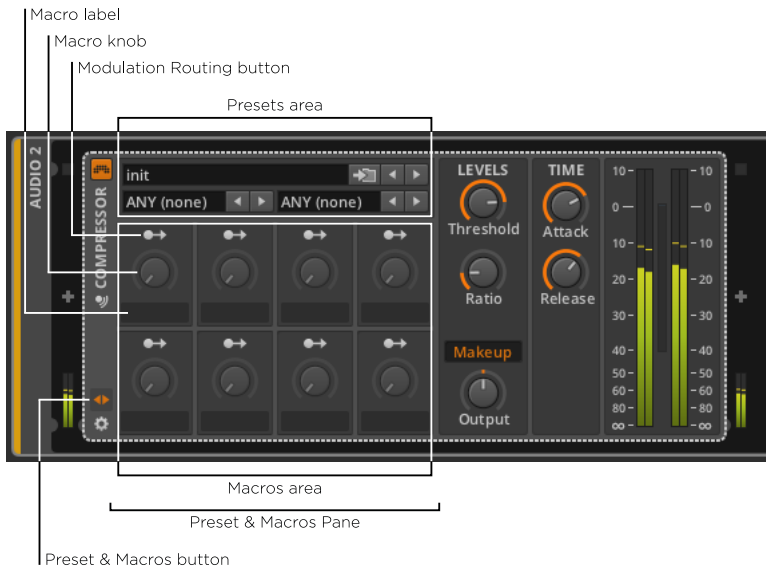 Macro label
Macro knob
Modulation Routing button
Presets area
AUDIO 2
COMPRESSOR
init
ANY (none) ANY (none)
LEVELS
Threshold
Ratio
Makeup
Output
TIME
Attack
Release
10- -10
0- -0
10- -10
20- -20
30- -30
40- -40
50- -50
60- -60
80- -80
∞- -∞
Macros area
Preset & Macros Pane
Preset & Macros button